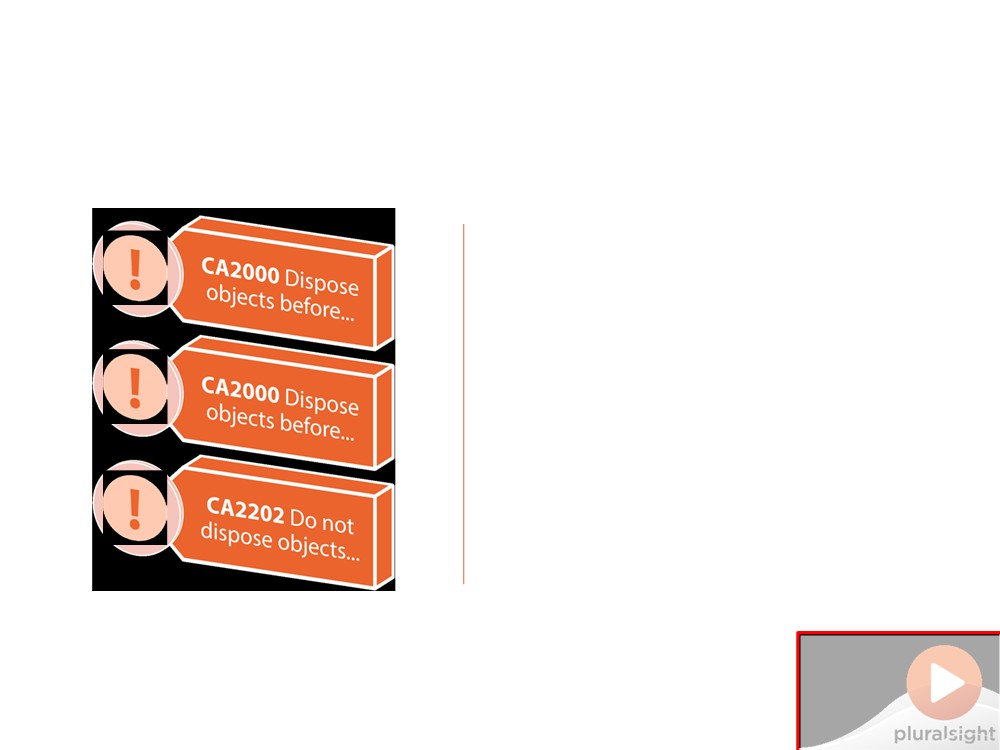 !
CA2000 Dispose
objects before...
!
CA2000 Dispose
objects before...
!
CA2202 Do not
dispose objects...
pluralsight